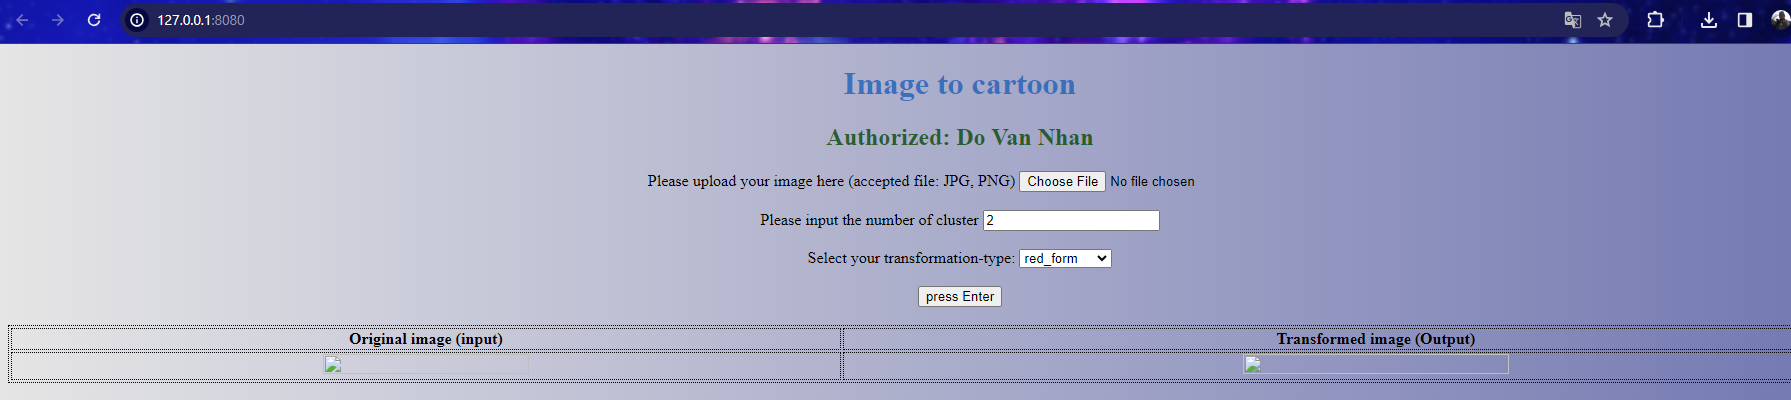 127.0.0.1:8080
Image to cartoon
Authorized: Do Van Nhan
Please upload your image here (accepted file: JPG, PNG) Choose File No file chosen
Please input the number of cluster 2
Select your transformation-type: red_form
press Enter
Original image (input) Transformed image (Output)